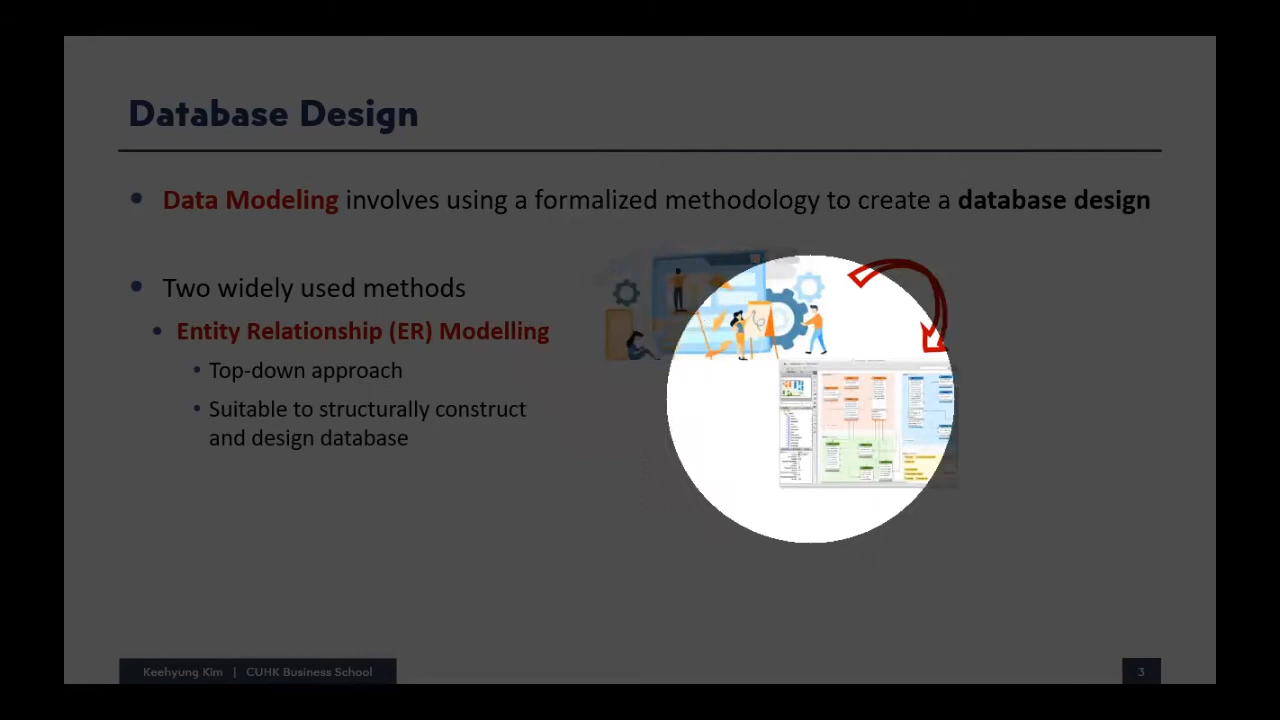 Database Design
Data Modeling involves using a formalized methodology to create a database design
Two widely used methods
Entity Relationship (ER) Modelling
Top-down approach
Suitable to structurally construct
and design database
Keehyung Kim | CUHK Business School
3